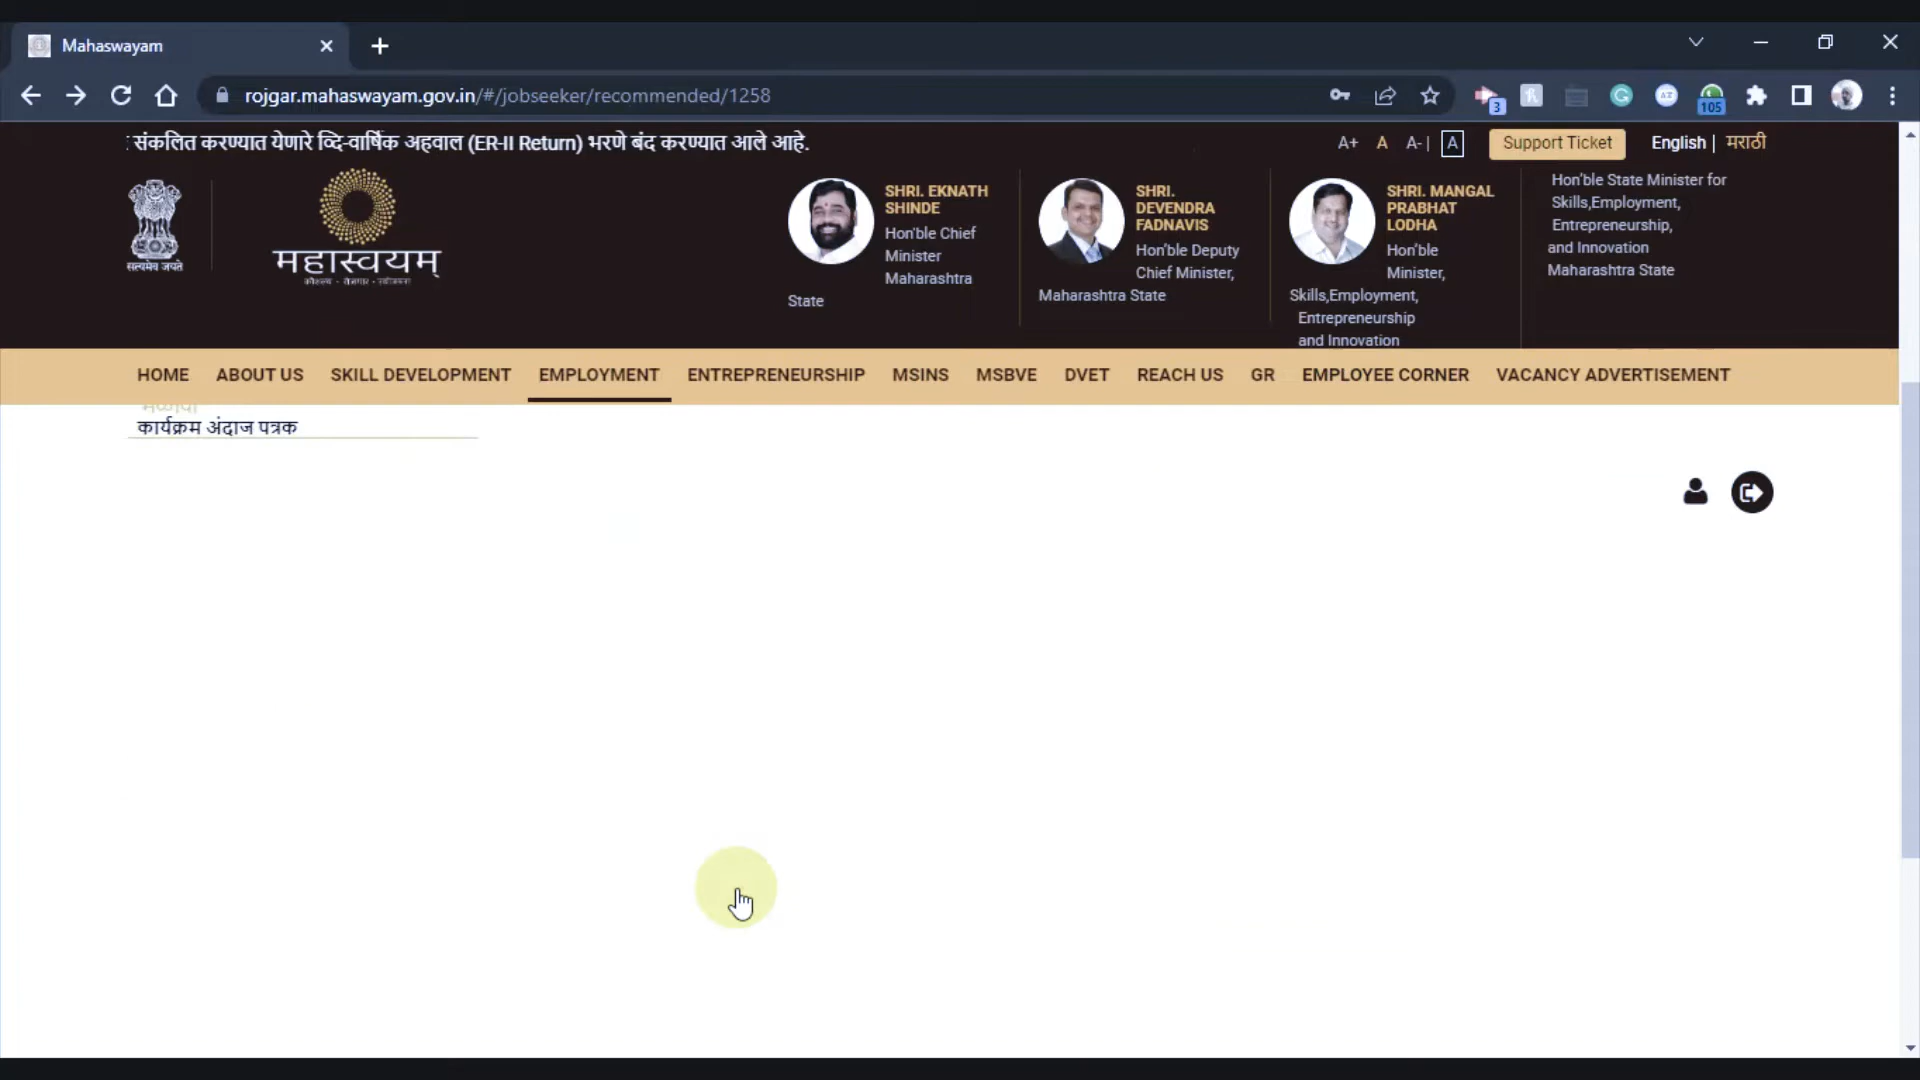 Mahaswayam
rojgar.mahaswayam.gov.in/#/jobseeker/recommended/1258
3
105
संकलित करण्यात येणारे व्दि-वार्षिक अहवाल (ER-II Return) भरणे बंद करण्यात आले आहे.
A+ A A- | A
Support Ticket
English | मराठी
सत्यमेव जयते
महास्वयम्
SHRI. EKNATH
SHINDE
Hon'ble Chief
Minister
Maharashtra
State
SHRI.
DEVENDRA
FADNAVIS
Hon'ble Deputy
Chief Minister,
Maharashtra State
SHRI. MANGAL
PRABHAT
LODHA
Hon'ble
Minister,
Skills,Employment,
Entrepreneurship
and Innovation
Hon'ble State Minister for
Skills,Employment,
Entrepreneurship,
and Innovation
Maharashtra State
HOME ABOUT US SKILL DEVELOPMENT EMPLOYMENT ENTREPRENEURSHIP MSINS MSBVE DVET REACH US GR EMPLOYEE CORNER VACANCY ADVERTISEMENT
कार्यक्रम अंदाज पत्रक